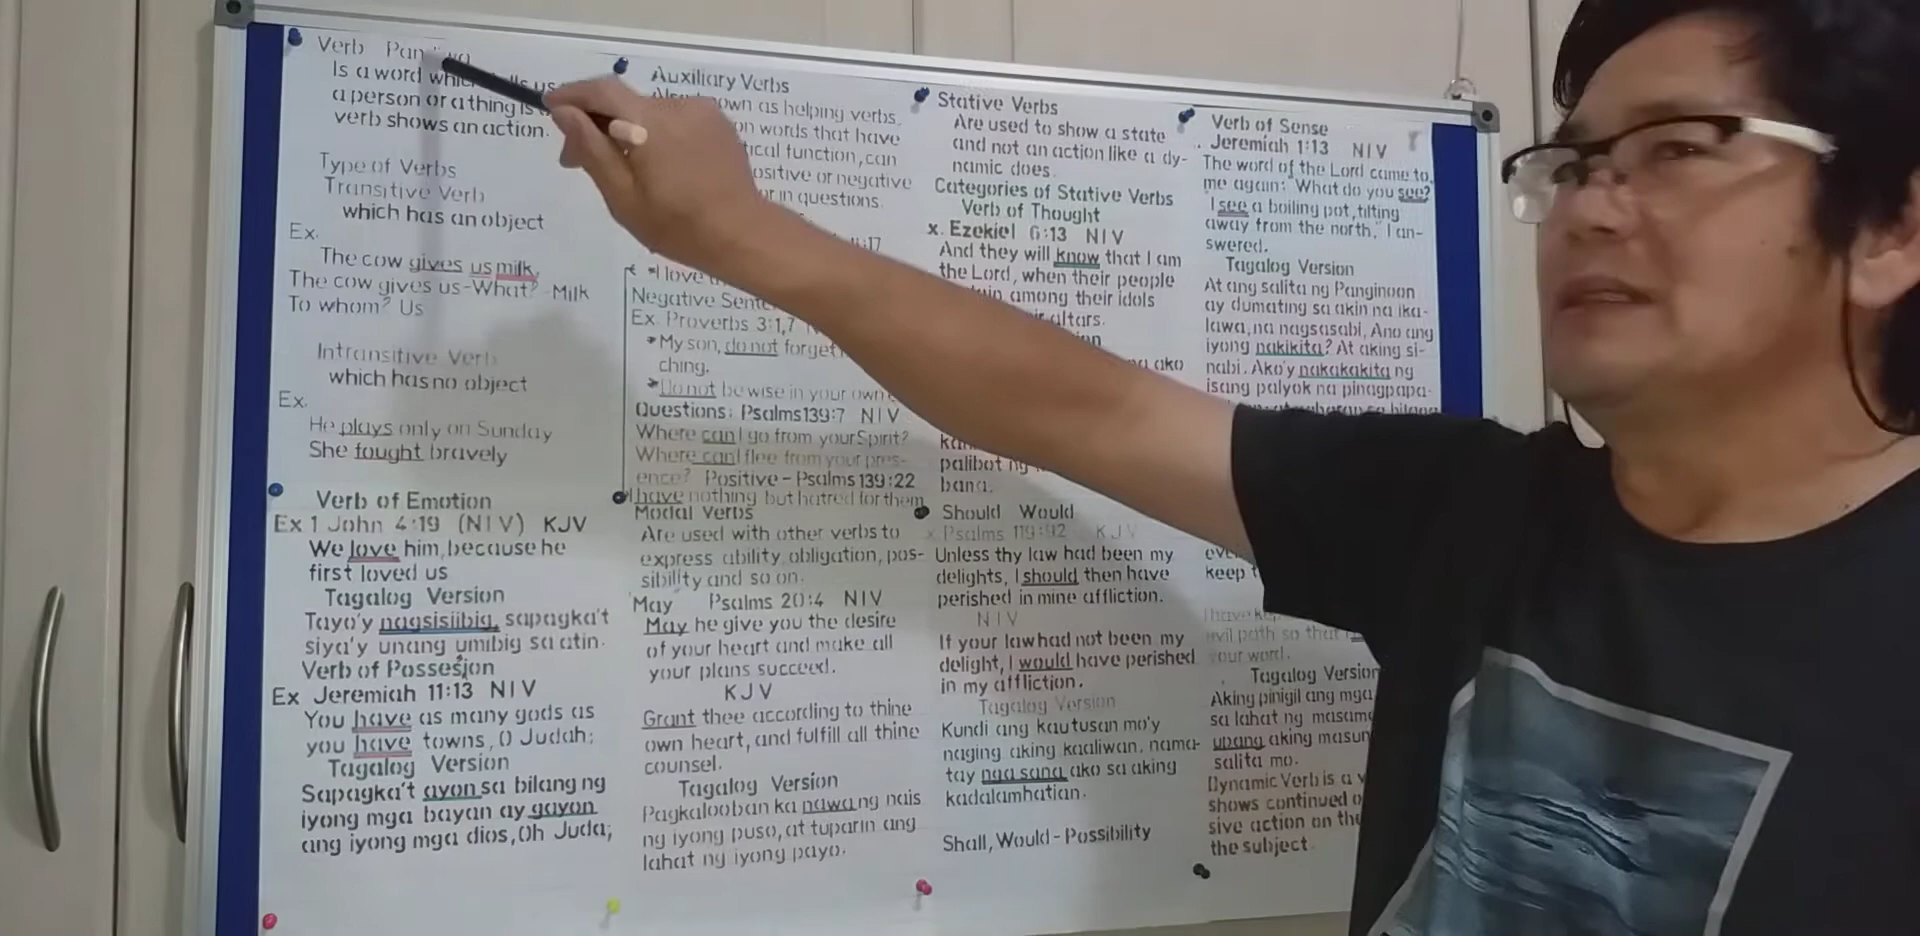 Verb
Is a word us
a person or a thing is
verb shows an action.
Type of Verbs
Transitive Verb
which has an object
Ex.
The cow gives us milk.
The cow gives us-What? Milk
To whom? Us
Intransitive Verb
which has no object
Ex.
He plays only on Sunday
She fought bravely
Verb of Emotion
Ex 1 John 4:19 (NIV) KJV
We love him, because he
first loved us
Tagalog Version
Tayo'y nagsisiibig, sapagka't
siya'y unang umibig sa atin.
Verb of Possesion
Ex Jeremiah 11:13 NIV
You have as many gods as
you have towns, O Judah;
Tagalog Version
Sapagka't ayon sa bilang ng
iyong mga bayan ay gayon
ang iyong mga dios, Oh Juda;
Auxiliary Verbs
known as helping verbs.
on words that have
function, can
positive or negative
or in questions.
:17
I love
Negative
Ex. Proverbs 3:1,7
My son, do not forget
ching.
Do not be wise in your own
Questions: Psalms 139:7 NIV
Where can I go from your Spirit?
Where can I flee from your pres-
ence? Positive - Psalms 139:22
I have nothing but hatred for them
Modal Verbs
Are used with other verbs to
express ability, obligation, pos-
sibility and so on.
May Psalms 20:4 NIV
May he give you the desire
of your heart and make all
your plans succeed.
KJV
Grant thee according to thine
own heart, and fulfill all thine
counsel.
Tagalog Version
Pagkalooban ka nawa ng nais
ng iyong puso, at tuparin ang
lahat ng iyong payo.
Stative Verbs
Are used to show a state
and not an action like a dy-
namic does.
Categories of Stative Verbs
Verb of Thought
x. Ezekiel 6:13 NIV
And they will know that I am
the Lord, when their people
among their idols
altars.
ako
palibot ng
bana.
Should Would
x Psalms 119:92 KJV
Unless thy law had been my
delights, I should then have
perished in mine affliction.
NIV
If your law had not been my
delight, I would have perished
in my affliction.
Tagalog Version
Kundi ang kautusan mo'y
naging aking kaaliwan, nama-
tay nga sana ako sa aking
kadalamhatian.
Shall, Would - Possibility
Verb of Sense
Jeremiah 1:13 NIV
The word of the Lord came to
me again: "What do you see?
"I see a boiling pot, tilting
away from the north," I an-
swered.
Tagalog Version
At ang salita ng Panginoon
ay dumating sa akin na ika-
lawa, na nagsasabi, Ano ang
iyong nakikita? At aking si-
nabi. Ako'y nakakakita ng
isang palyok na pinagpapa-
keep
I have
evil path so that
your word.
Tagalog Version
Aking pinigil ang mga
sa lahat ng masama
upang aking masun
salita mo.
Dynamic Verb is a
shows continued
sive action on the
the subject.